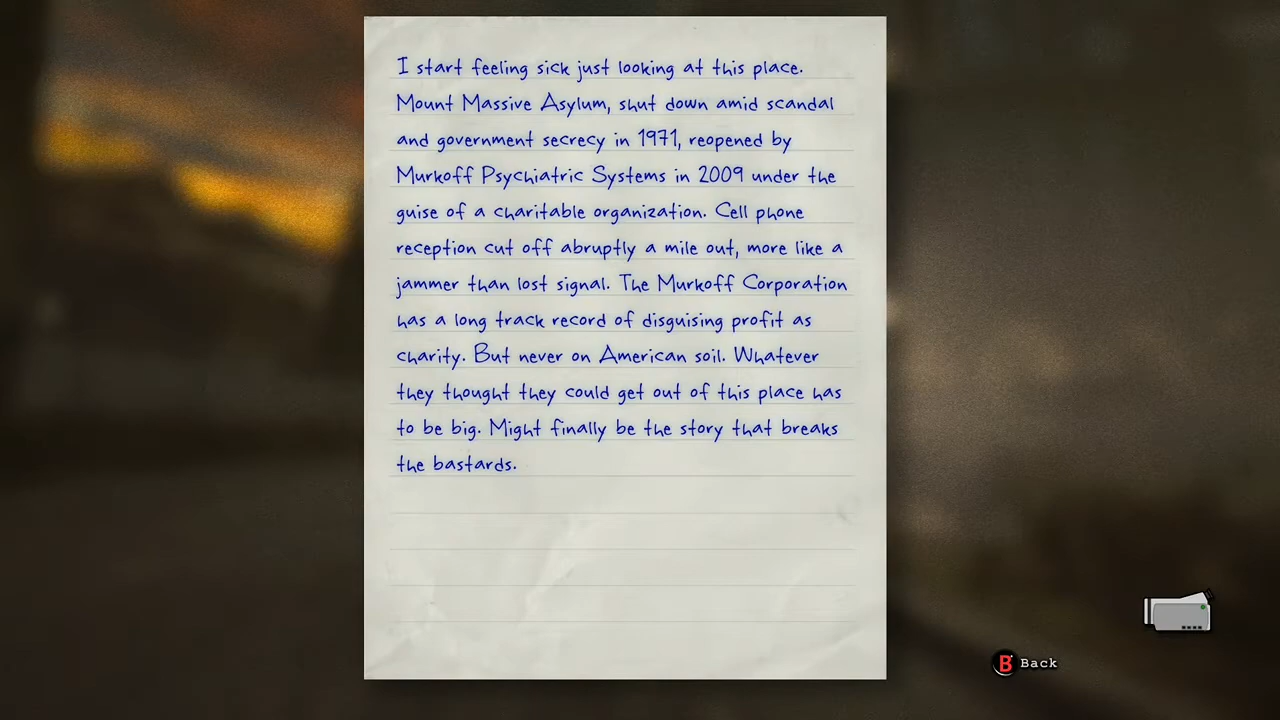 I start feeling sick just looking at this place.
Mount Massive Asylum, shut down amid scandal
and government secrecy in 1971, reopened by
Murkoff Psychiatric Systems in 2009 under the
guise of a charitable organization. Cell phone
reception cut off abruptly a mile out, more like a
jammer than lost signal. The Murkoff Corporation
has a long track record of disguising profit as
charity. But never on American soil. Whatever
they thought they could get out of this place has
to be big. Might finally be the story that breaks
the bastards.
B Back